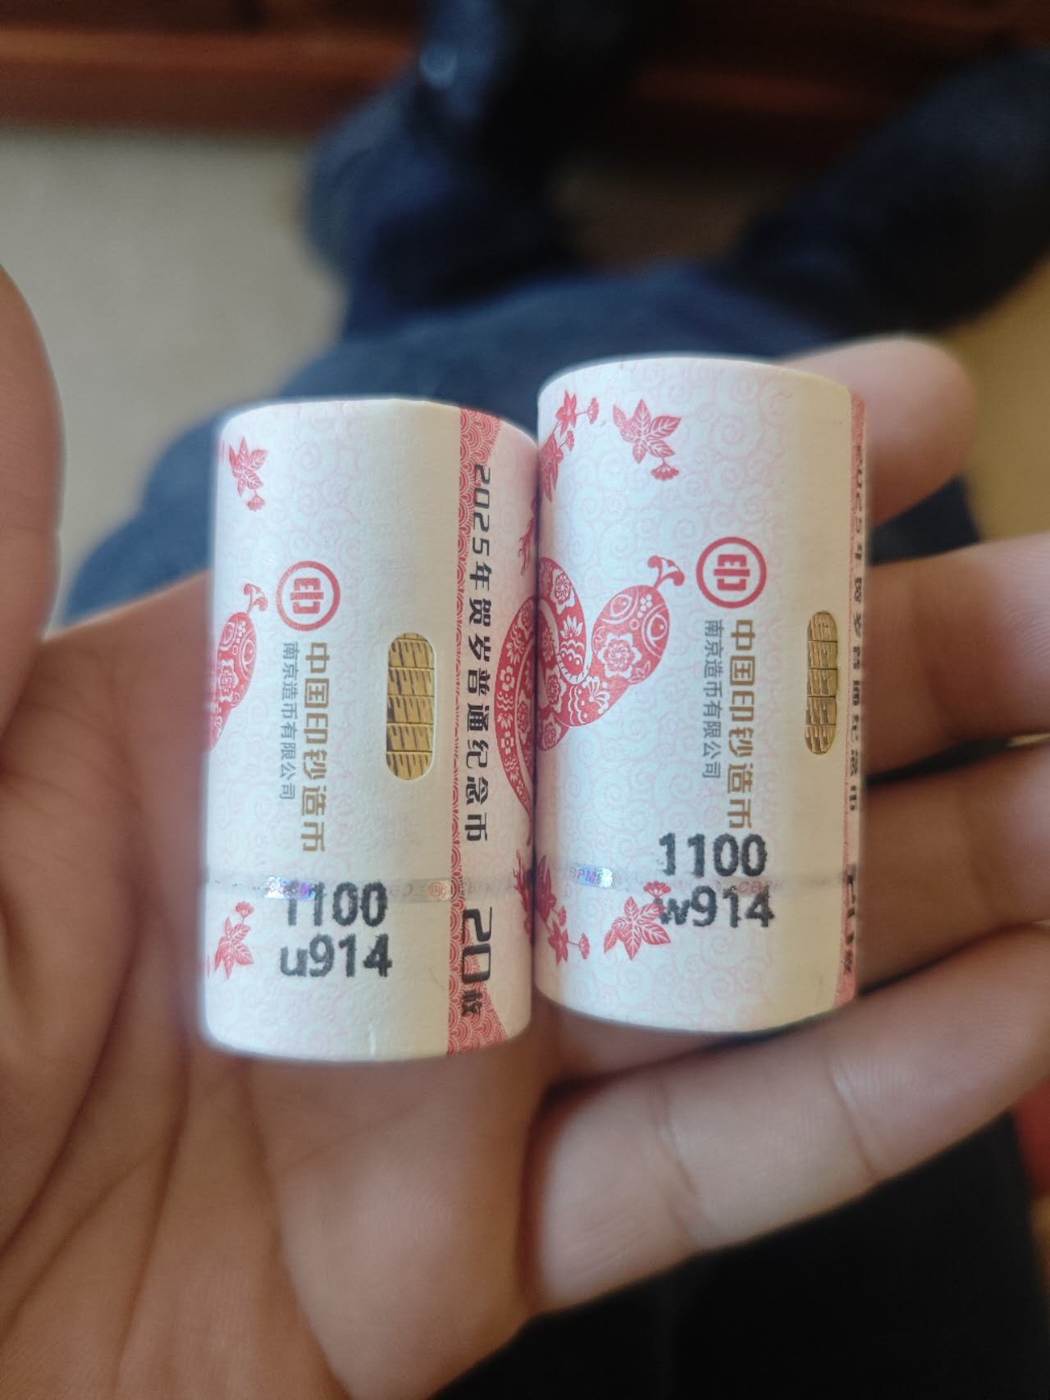 中国印钞造币
南京造币有限公司
1100
u914
2025年贺岁普通纪念币
20枚
中国印钞造币
南京造币有限公司
1100
w914